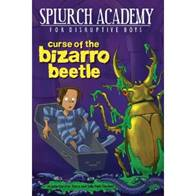 SPLURCH ACADEMY
FOR DISRUPTIVE BOYS
curse of the
bizarro
beetle